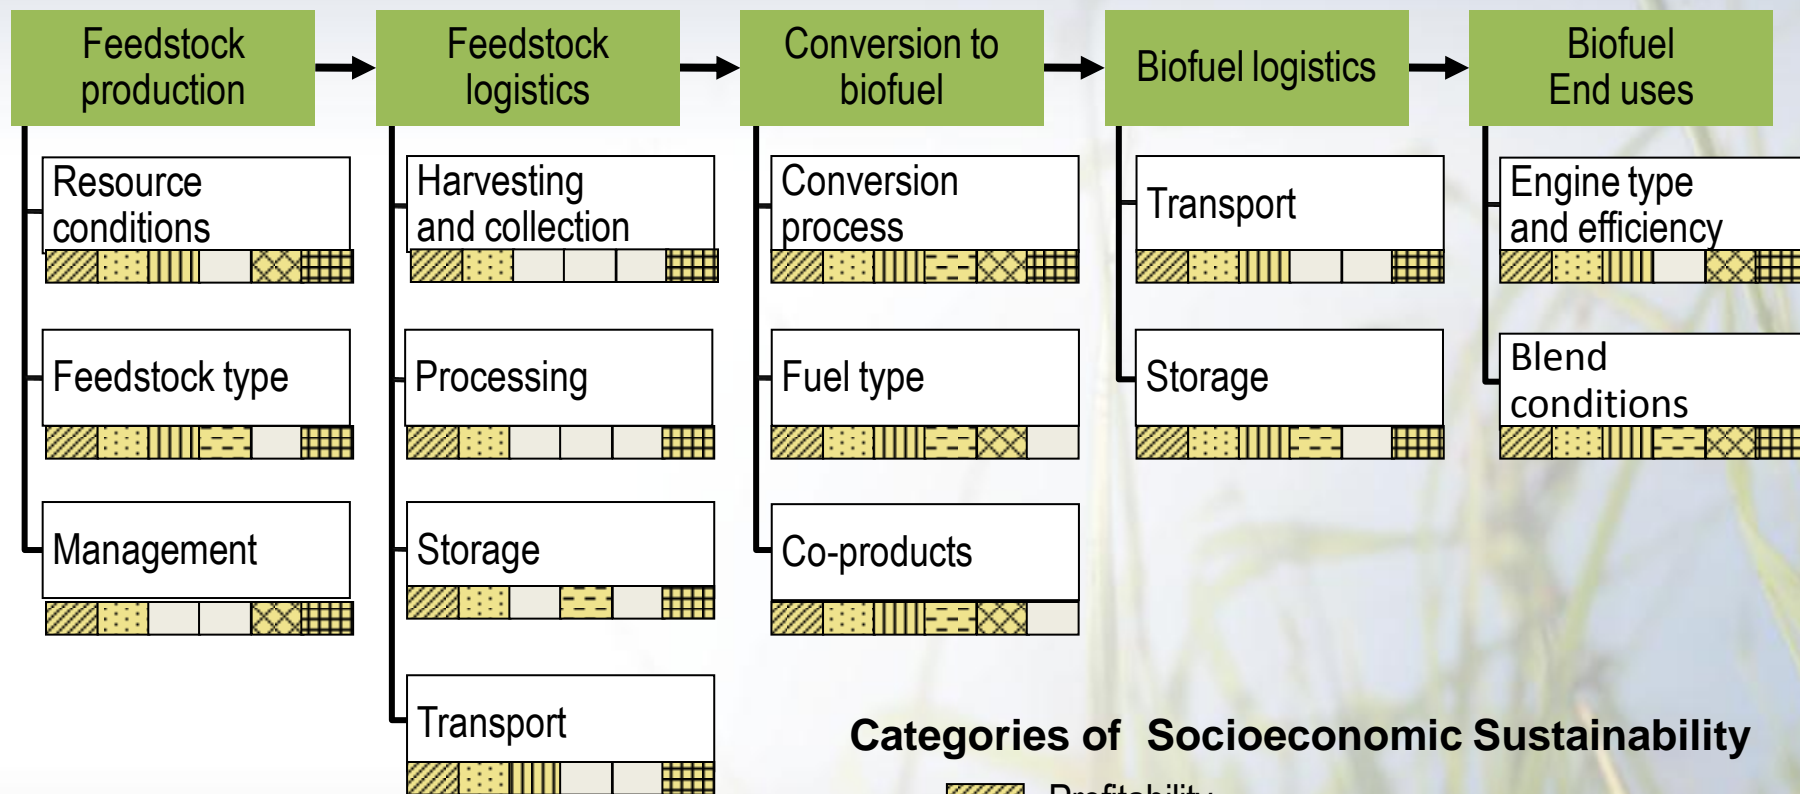 Feedstock
production
Feedstock
logistics
Conversion to
biofuel
Biofuel logistics
Biofuel
End uses
Resource
conditions
Feedstock type
Management
Harvesting
and collection
Processing
Storage
Transport
Conversion
process
Fuel type
Co-products
Transport
Storage
Engine type
and efficiency
Blend
conditions
Categories of Socioeconomic Sustainability
Profitability